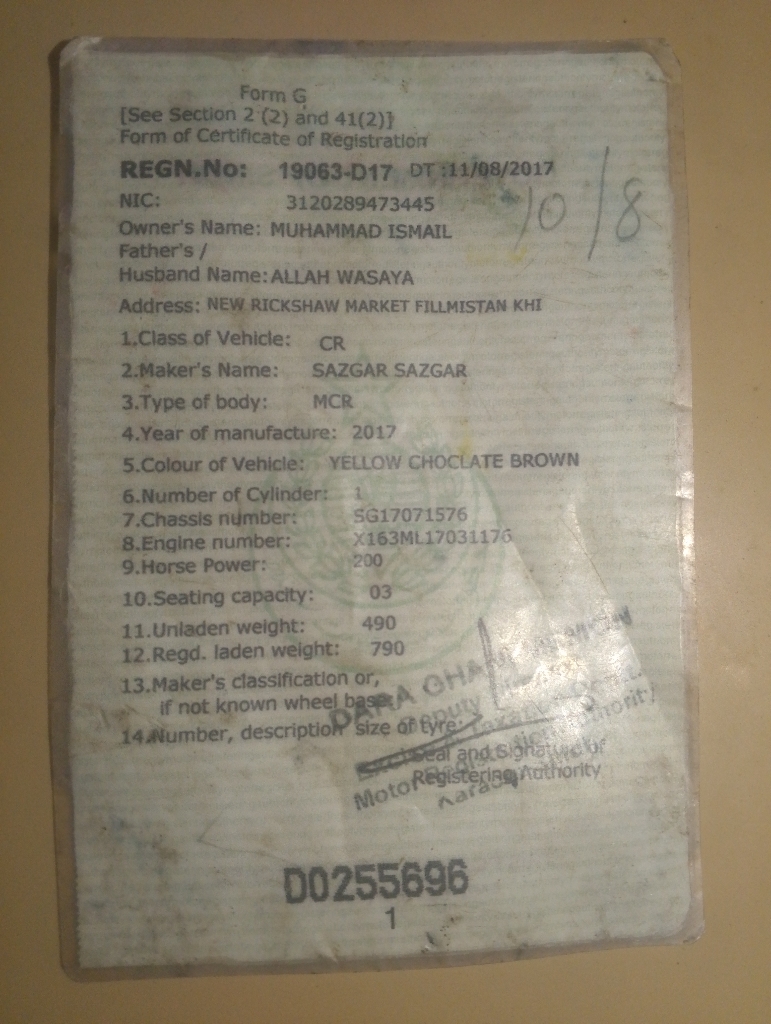 Form G
[See Section 2 (2) and 41(2)]
Form of Certificate of Registration
REGN.No: 19063-D17 DT :11/08/2017
10/8
NIC: 3120289473445
Owner's Name: MUHAMMAD ISMAIL
Father's /
Husband Name: ALLAH WASAYA
Address: NEW RICKSHAW MARKET FILLMISTAN KHI
1.Class of Vehicle: CR
2.Maker's Name: SAZGAR SAZGAR
3.Type of body: MCR
4.Year of manufacture: 2017
5.Colour of Vehicle: YELLOW CHOCLATE BROWN
6.Number of Cylinder: 1
7.Chassis number: SG17071576
8.Engine number: X163ML17031176
9.Horse Power: 200
10.Seating capacity: 03
11.Unladen weight: 490
12.Regd. laden weight: 790
13.Maker's classification or,
if not known wheel base
14.Number, description size of tyre:
Seal and Signature of
Registering Authority
DARA
Deputy
Motor Registration Authority
D0255696
1